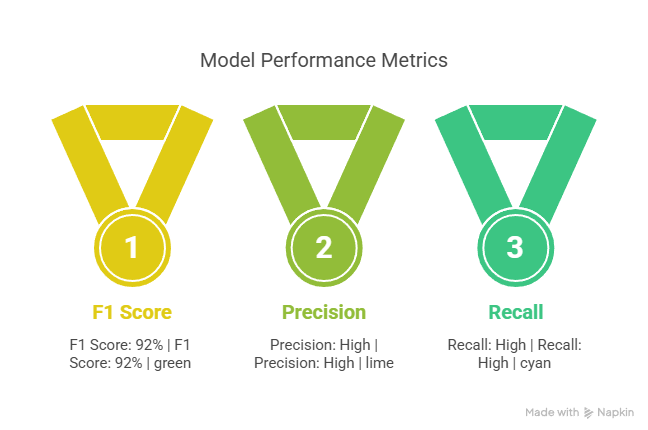 Model Performance Metrics
1
2
3
F1 Score
Precision
Recall
F1 Score: 92% | F1
Score: 92% | green
Precision: High |
Precision: High | lime
Recall: High | Recall:
High | cyan
Made with Napkin